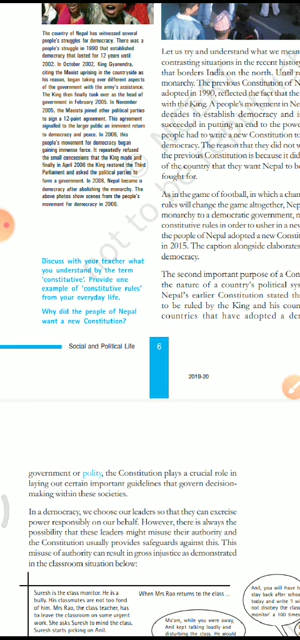 The country of Nepal has witnessed several
people's struggles for democracy. There was a
people's struggle in 1990 that established
democracy that lasted for 12 years until
2002. In October 2002, King Gyanendra,
citing the Maoist uprising in the countryside as
his reason, began taking over different aspects
of the government with the army's assistance.
The King then finally took over as the head of
government in February 2005. In November
2005, the Maoists joined other political parties
to sign a 12-point agreement. This agreement
signalled to the larger public an imminent return
to democracy and peace. In 2006, this
people's movement for democracy began
gaining immense force. It repeatedly refused
the small concessions that the King made and
finally in April 2006 the King restored the Third
Parliament and asked the political parties to
form a government. In 2008, Nepal became a
democracy after abolishing the monarchy. The
above photos show scenes from the people's
movement for democracy in 2006.
Discuss with your teacher what
you understand by the term
'constitutive'. Provide one
example of 'constitutive rules'
from your everyday life.
Why did the people of Nepal
want a new Constitution?
Let us try and understand what we mean
contrasting situations in the recent history
that borders India on the north. Until
monarchy. The previous Constitution of N
adopted in 1990, reflected the fact that the
with the King. A people's movement in Ne
decides to establish democracy and is
succeeded in putting an end to the powe
people had to write a new Constitution to
democracy. The reason that they did not w
the previous Constitution is because it did
of the country that they want Nepal to be
fought for.
As in the game of football, in which a chan
rules will change the game altogether, Nep
monarchy to a democratic government, n
constitutive rules in order to usher in a new
the people of Nepal adopted a new Constit
in 2015. The caption alongside elaborates
democracy.
The second important purpose of a Con
the nature of a country's political sys
Nepal's earlier Constitution stated th
to be ruled by the King and his coun
countries that have adopted a dem
Social and Political Life 6
2019-20
government or polity, the Constitution plays a crucial role in
laying out certain important guidelines that govern decision-
making within these societies.
In a democracy, we choose our leaders so that they can exercise
power responsibly on our behalf. However, there is always the
possibility that these leaders might misuse their authority and
the Constitution usually provides safeguards against this. This
misuse of authority can result in gross injustice as demonstrated
in the classroom situation below:
Suresh is the class monitor. He is a
bully. His classmates are not too fond
of him. Mrs Rao, the class teacher, has
to leave the classroom on some urgent
work. She asks Suresh to mind the class.
Suresh starts picking on Anil.
When Mrs Rao returns to the class ...
Ma'am, while you were away,
Anil kept talking loudly and
disturbing the class. He would
Anil, you will have
stay back after school
today and write 'I wi
not disobey the class
monitor' a 100 times